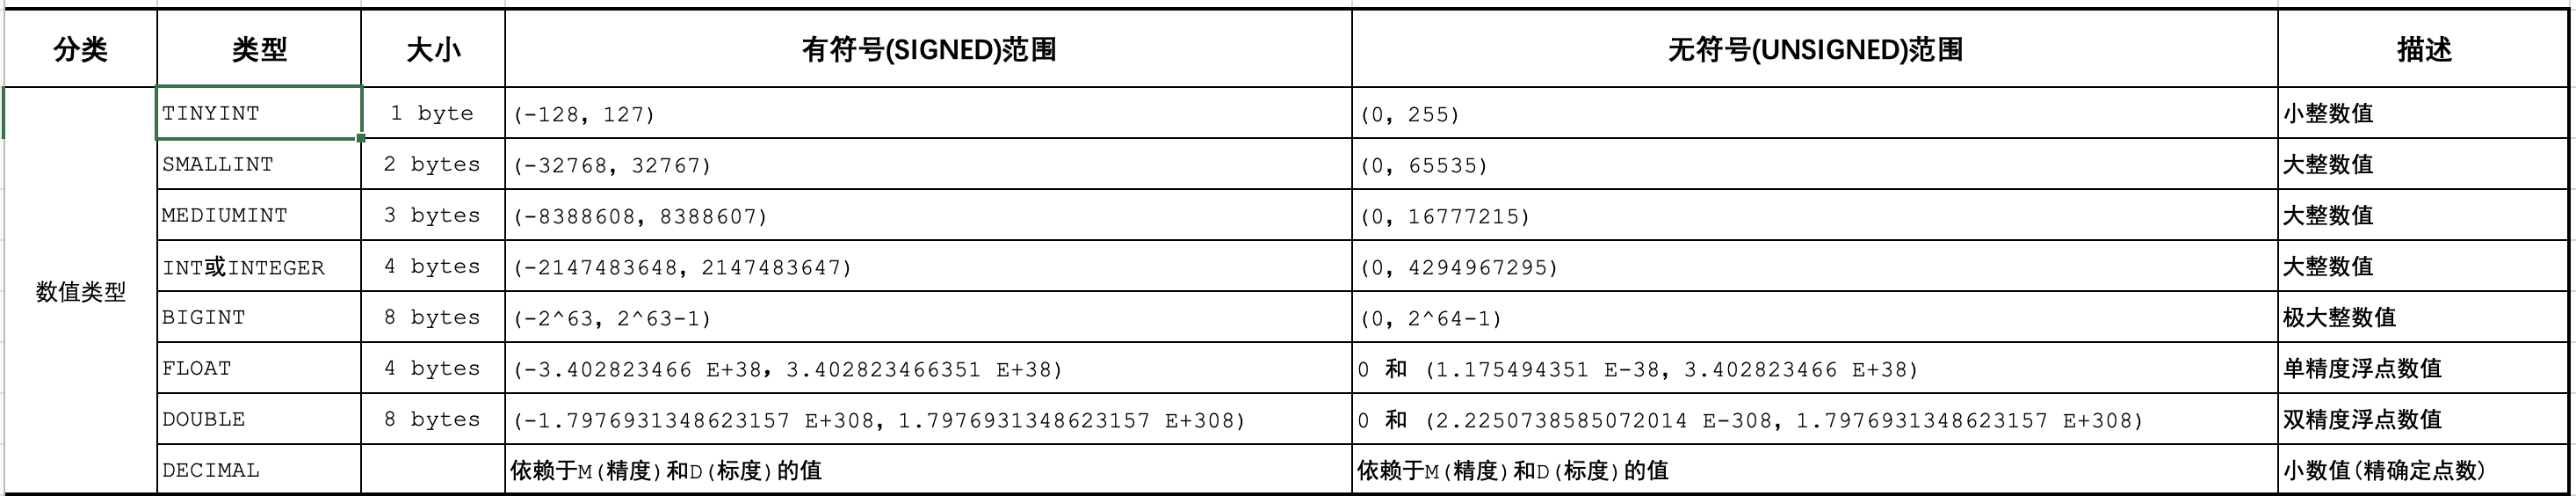 分类 类型 大小 有符号(SIGNED)范围 无符号(UNSIGNED)范围 描述
数值类型
TINYINT 1 byte (-128, 127) (0, 255) 小整数值
SMALLINT 2 bytes (-32768, 32767) (0, 65535) 大整数值
MEDIUMINT 3 bytes (-8388608, 8388607) (0, 16777215) 大整数值
INT或INTEGER 4 bytes (-2147483648, 2147483647) (0, 4294967295) 大整数值
BIGINT 8 bytes (-2^63, 2^63-1) (0, 2^64-1) 极大整数值
FLOAT 4 bytes (-3.402823466 E+38, 3.402823466351 E+38) 0 和 (1.175494351 E-38, 3.402823466 E+38) 单精度浮点数值
DOUBLE 8 bytes (-1.7976931348623157 E+308, 1.7976931348623157 E+308) 0 和 (2.2250738585072014 E-308, 1.7976931348623157 E+308) 双精度浮点数值
DECIMAL 依赖于M(精度)和D(标度)的值 依赖于M(精度)和D(标度)的值 小数值(精确定点数)